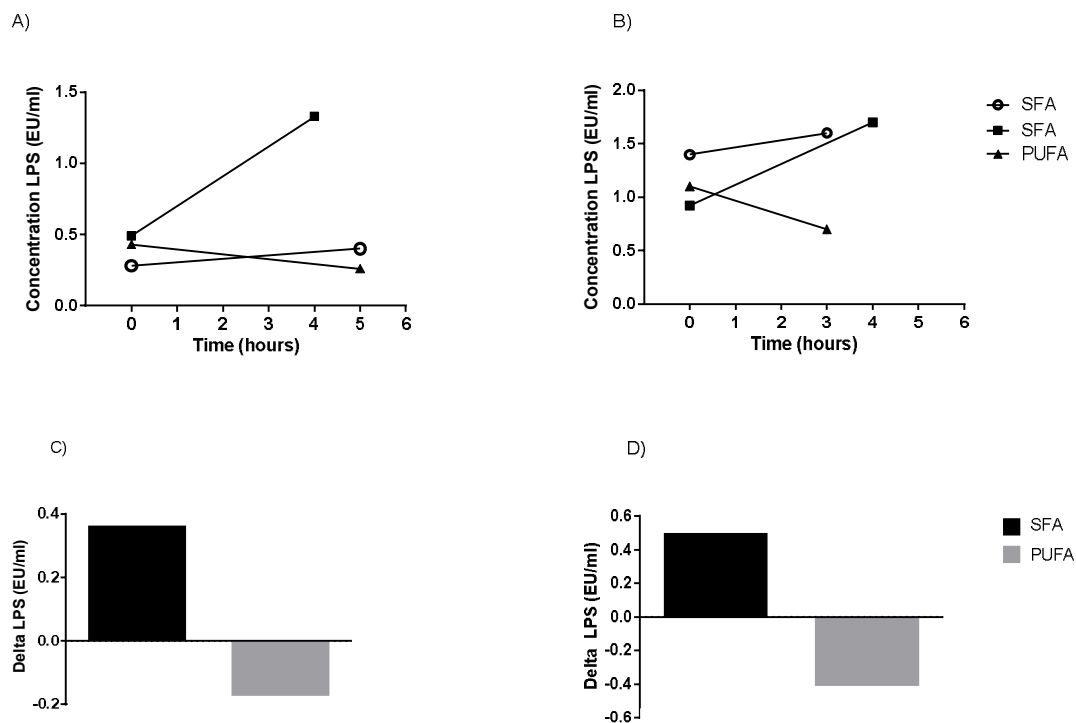 A)
B)
Concentration LPS (EU/ml)
1.5
1.0
0.5
0.0
0 1 2 3 4 5 6
Time (hours)
Concentration LPS (EU/ml)
2.0
1.5
1.0
0.5
0.0
0 1 2 3 4 5 6
Time (hours)
SFA
SFA
PUFA
C)
D)
Delta LPS (EU/ml)
0.4
0.2
0.0
-0.2
Delta LPS (EU/ml)
0.6
0.4
0.2
0.0
-0.2
-0.4
-0.6
SFA
PUFA